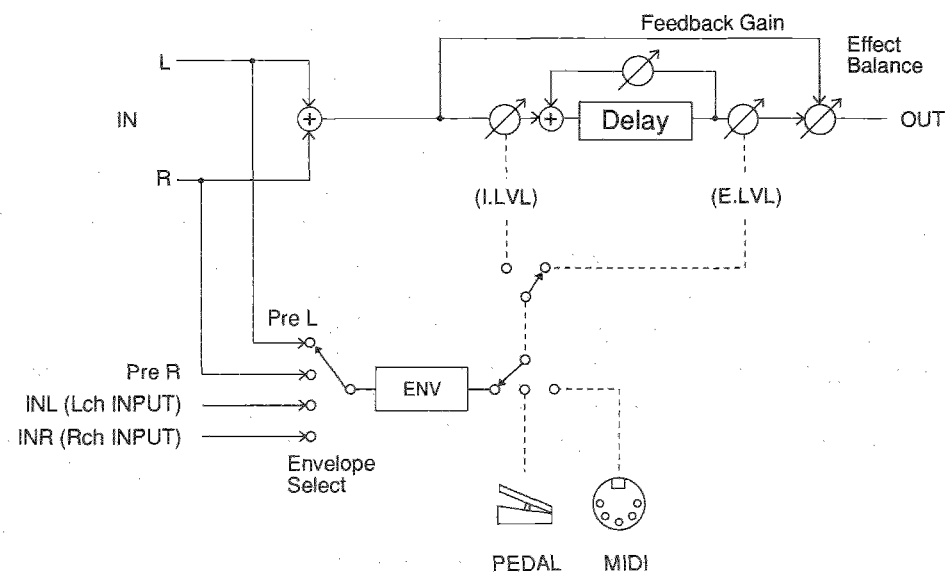 Feedback Gain
Effect
Balance
L
IN
+
+
Delay
OUT
R
(I.LVL)
(E.LVL)
Pre L
Pre R
ENV
INL (Lch INPUT)
INR (Rch INPUT)
Envelope
Select
PEDAL
MIDI